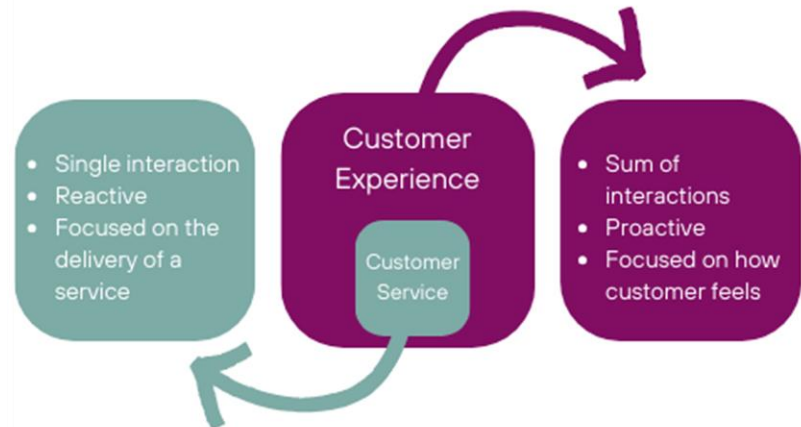 • Single interaction
• Reactive
• Focused on the
delivery of a
service
Customer
Experience
Customer
Service
• Sum of
interactions
• Proactive
• Focused on how
customer feels